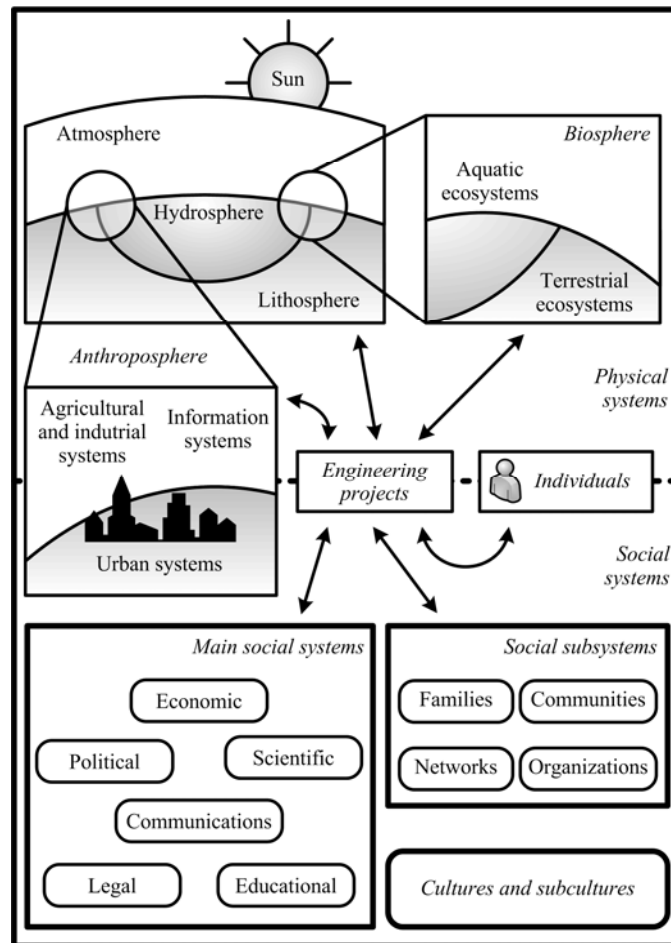 Sun
Atmosphere
Hydrosphere
Lithosphere
Biosphere
Aquatic
ecosystems
Terrestrial
ecosystems
Anthroposphere
Agricultural
and indutrial
systems
Information
systems
Urban systems
Physical
systems
Engineering
projects
Individuals
Social
systems
Main social systems
Economic
Political
Scientific
Communications
Legal
Educational
Social subsystems
Families
Communities
Networks
Organizations
Cultures and subcultures